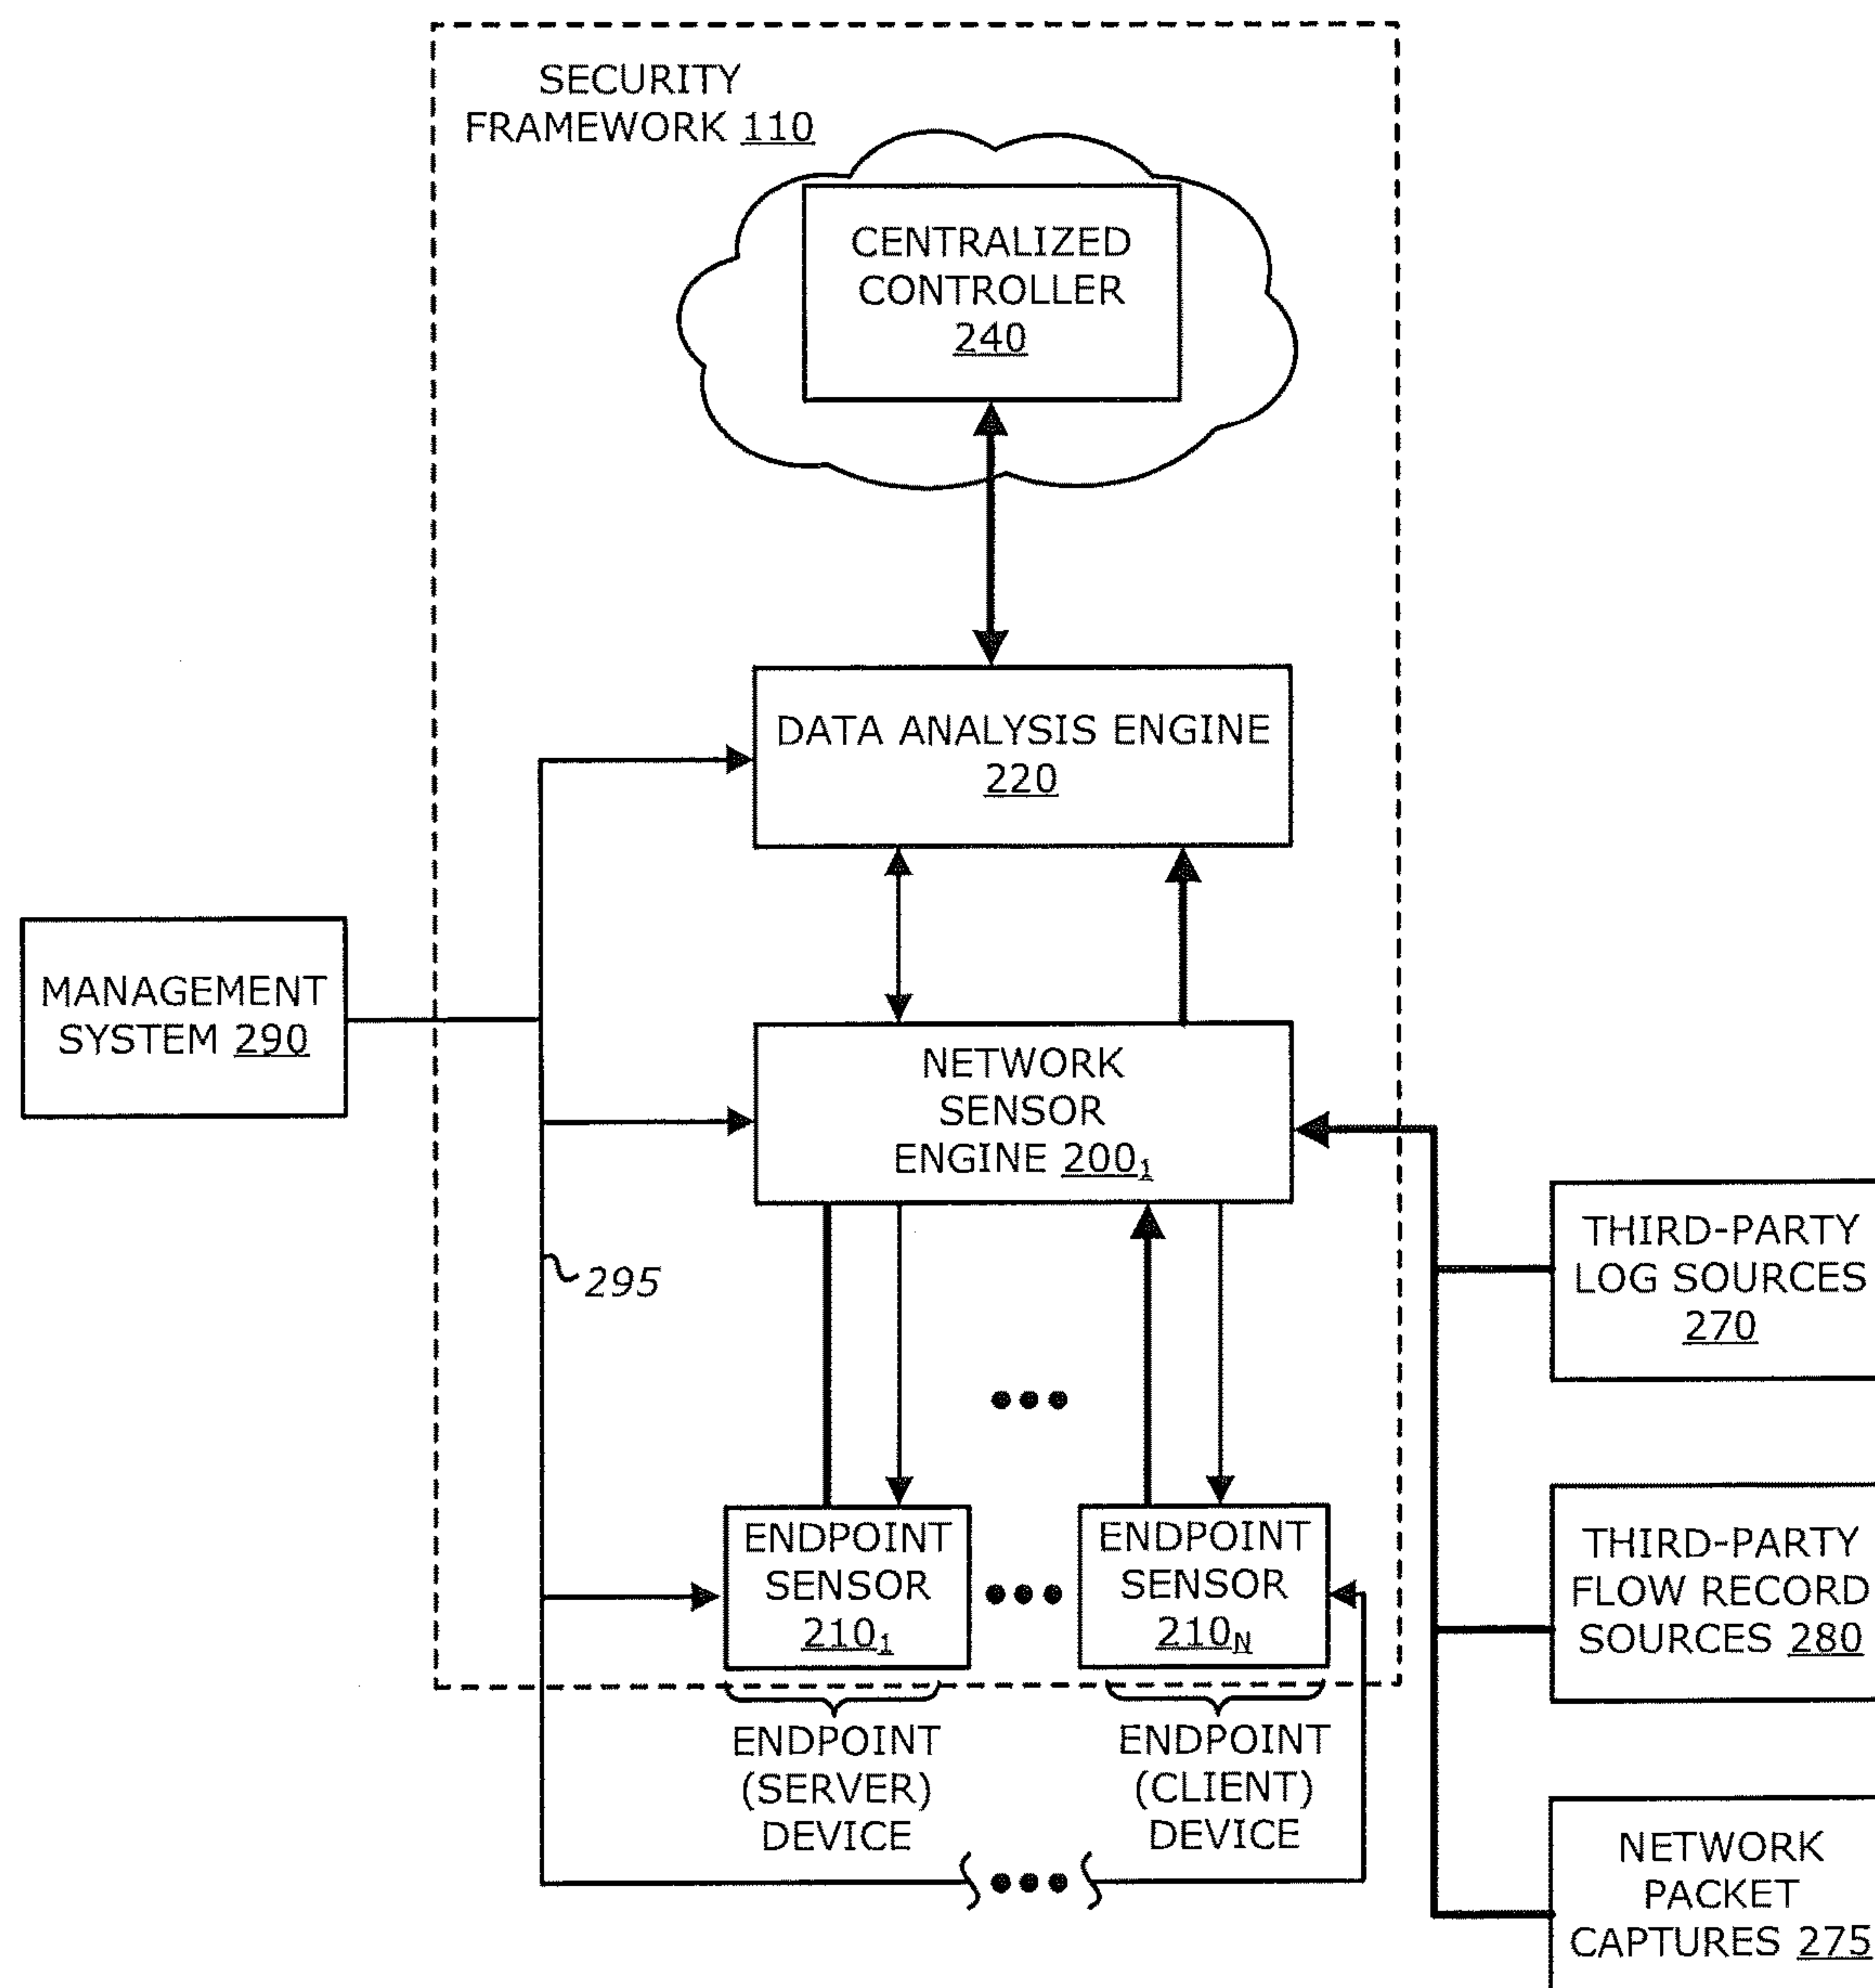 SECURITY
FRAMEWORK 110
CENTRALIZED
CONTROLLER
240
DATA ANALYSIS ENGINE
220
MANAGEMENT
SYSTEM 290
NETWORK
SENSOR
ENGINE 200₁
295
THIRD-PARTY
LOG SOURCES
270
ENDPOINT
SENSOR
210₁
ENDPOINT
SENSOR
210_N
THIRD-PARTY
FLOW RECORD
SOURCES 280
ENDPOINT
(SERVER)
DEVICE
ENDPOINT
(CLIENT)
DEVICE
NETWORK
PACKET
CAPTURES 275